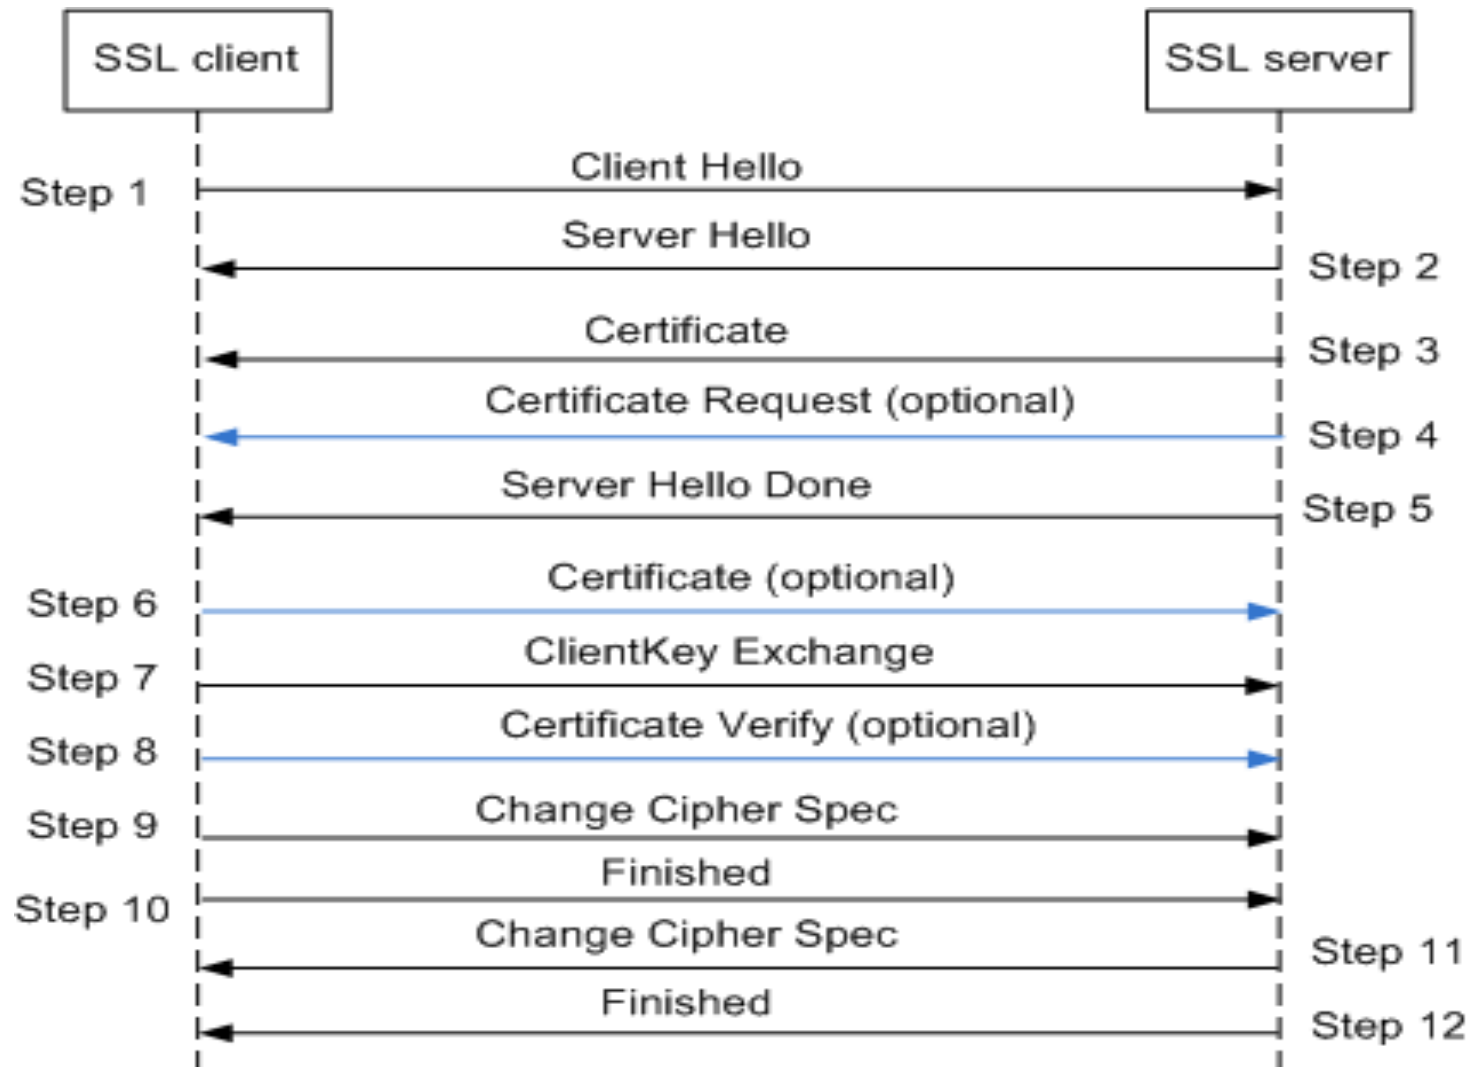 SSL client
SSL server
Client Hello
Step 1
Server Hello
Step 2
Certificate
Step 3
Certificate Request (optional)
Step 4
Server Hello Done
Step 5
Certificate (optional)
Step 6
ClientKey Exchange
Step 7
Certificate Verify (optional)
Step 8
Change Cipher Spec
Step 9
Finished
Step 10
Change Cipher Spec
Step 11
Finished
Step 12